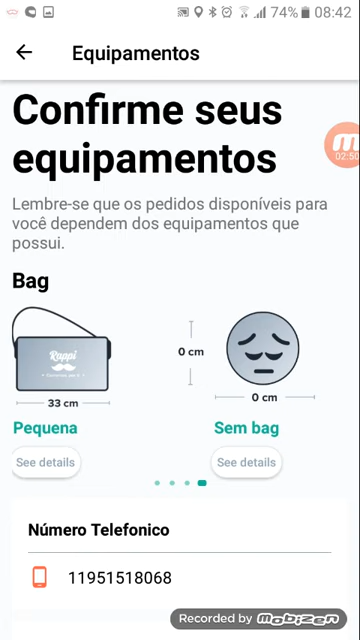 74% 08:42
Equipamentos
Confirme seus
equipamentos
02:50
Lembre-se que os pedidos disponíveis para
você dependem dos equipamentos que
possui.
Bag
Rappi
0 cm
33 cm
0 cm
Pequena
Sem bag
See details
See details
Número Telefonico
11951518068
Recorded by mobizen